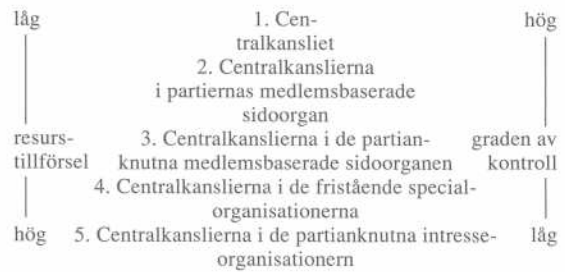 låg 1. Cen- hög
tralkansliet
2. Centralkanslierna
i partiernas medlemsbaserade
sidoorgan
resurs- 3. Centralkanslierna i de partian- graden av
tillförsel knutna medlemsbaserade sidoorganen kontroll
4. Centralkanslierna i de fristående special-
organisationerna
hög 5. Centralkanslierna i de partianknutna intresse- låg
organisationern